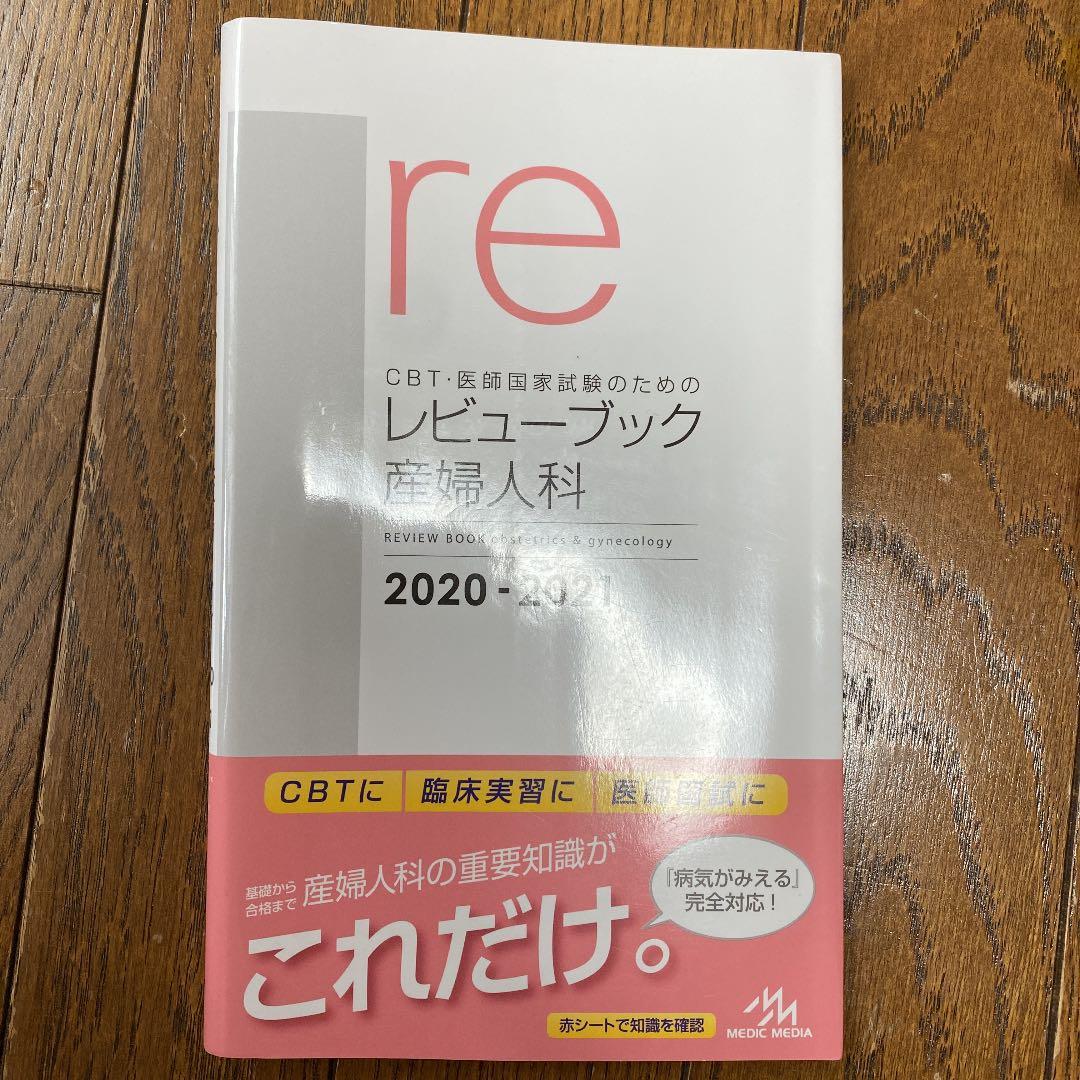 re
CBT・医師国家試験のための
レビューブック
産婦人科
REVIEW BOOK obstetrics & gynecology
2020-2021
CBTに 臨床実習に 医師国試に
基礎から
合格まで
産婦人科の重要知識が
これだけ。
『病気がみえる』
完全対応！
赤シートで知識を確認
MEDIC MEDIA